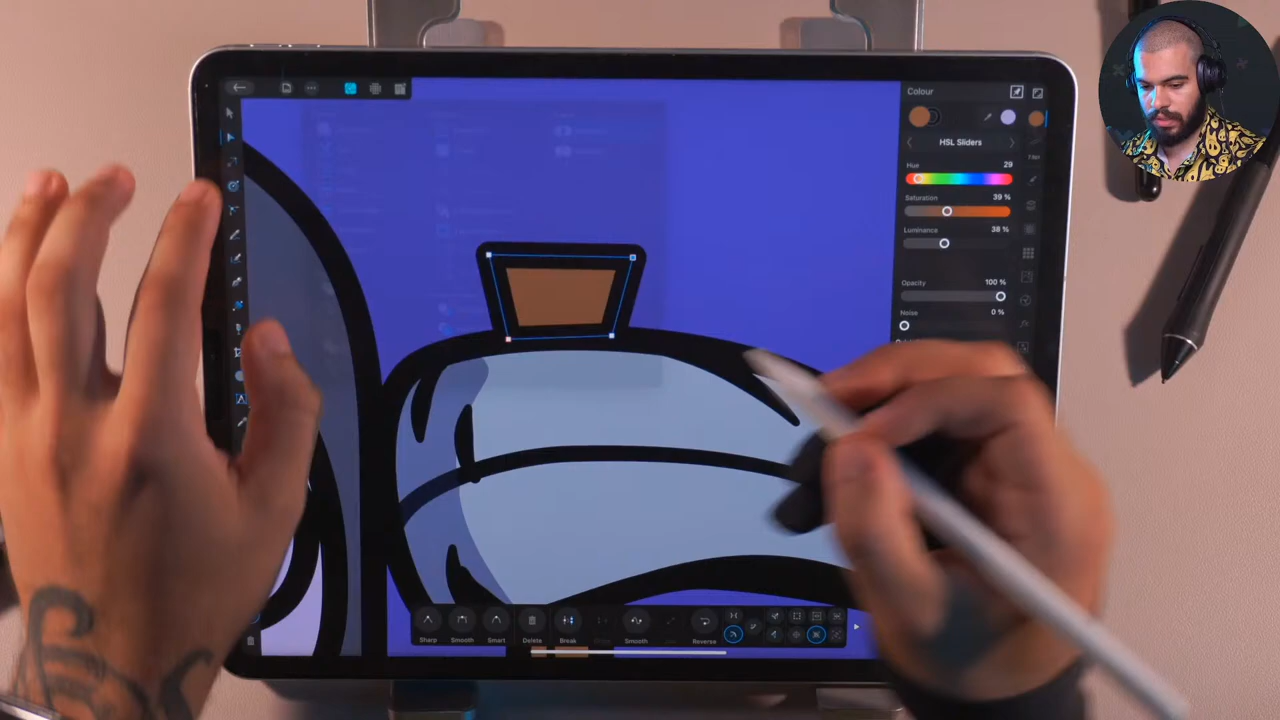 Colour
HSL Sliders
Hue
29
Saturation
39 %
Luminance
38 %
Opacity
100 %
Noise
0 %
Sharp
Smooth
Smart
Delete
Break
Smooth
Reverse